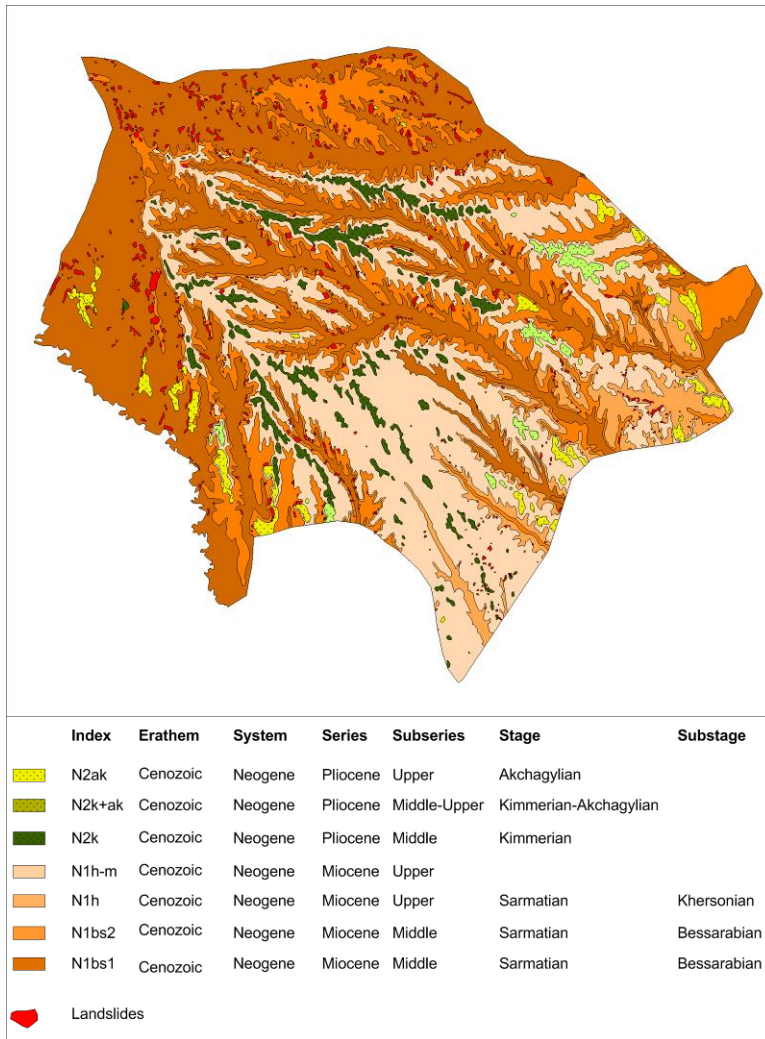 Index Erathem System Series Subseries Stage Substage
N2ak Cenozoic Neogene Pliocene Upper Akchagylian
N2k+ak Cenozoic Neogene Pliocene Middle-Upper Kimmerian-Akchagylian
N2k Cenozoic Neogene Pliocene Middle Kimmerian
N1h-m Cenozoic Neogene Miocene Upper
N1h Cenozoic Neogene Miocene Upper Sarmatian Khersonian
N1bs2 Cenozoic Neogene Miocene Middle Sarmatian Bessarabian
N1bs1 Cenozoic Neogene Miocene Middle Sarmatian Bessarabian
Landslides